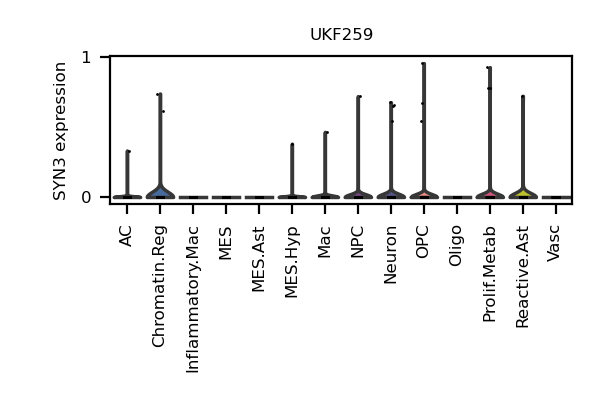 UKF259
SYN3 expression
1
0
AC
Chromatin.Reg
Inflammatory.Mac
MES
MES.Ast
MES.Hyp
Mac
NPC
Neuron
OPC
Oligo
Prolif.Metab
Reactive.Ast
Vasc